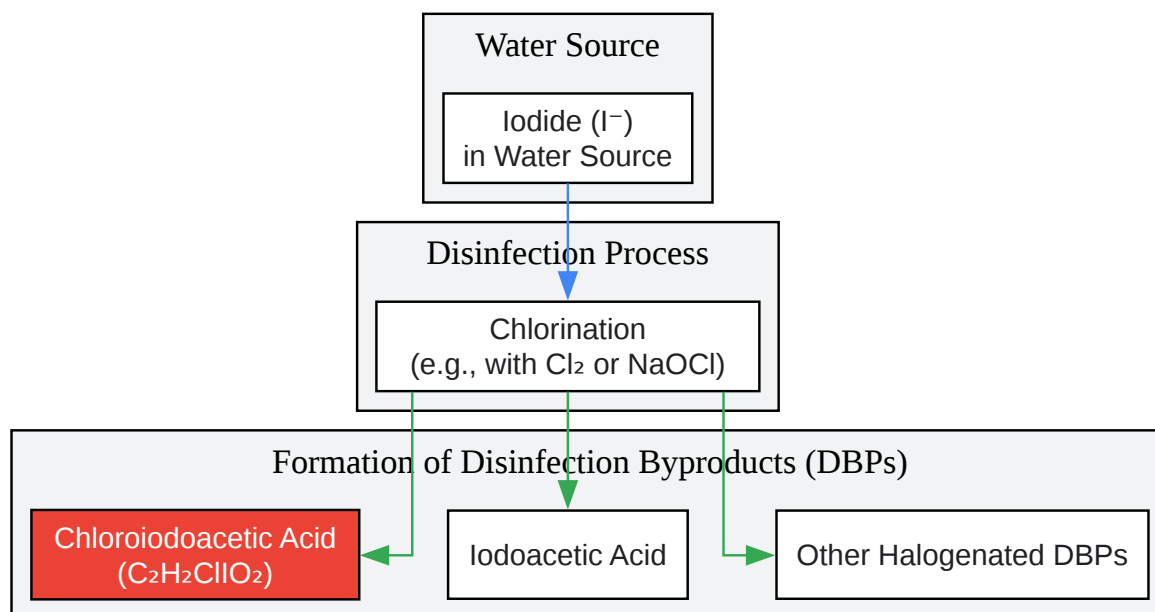 Water Source
Iodide (I⁻)
in Water Source
Disinfection Process
Chlorination
(e.g., with Cl₂ or NaOCl)
Formation of Disinfection Byproducts (DBPs)
Chloroiodoacetic Acid
(C₂H₂ClIO₂)
Iodoacetic Acid
Other Halogenated DBPs